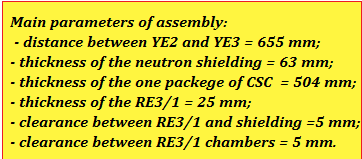 Main parameters of assembly:
- distance between YE2 and YE3 = 655 mm;
- thickness of the neutron shielding = 63 mm;
- thickness of the one packege of CSC = 504 mm;
- thickness of the RE3/1 = 25 mm;
- clearance between RE3/1 and shielding =5 mm;
- clearance between RE3/1 chambers = 5 mm.